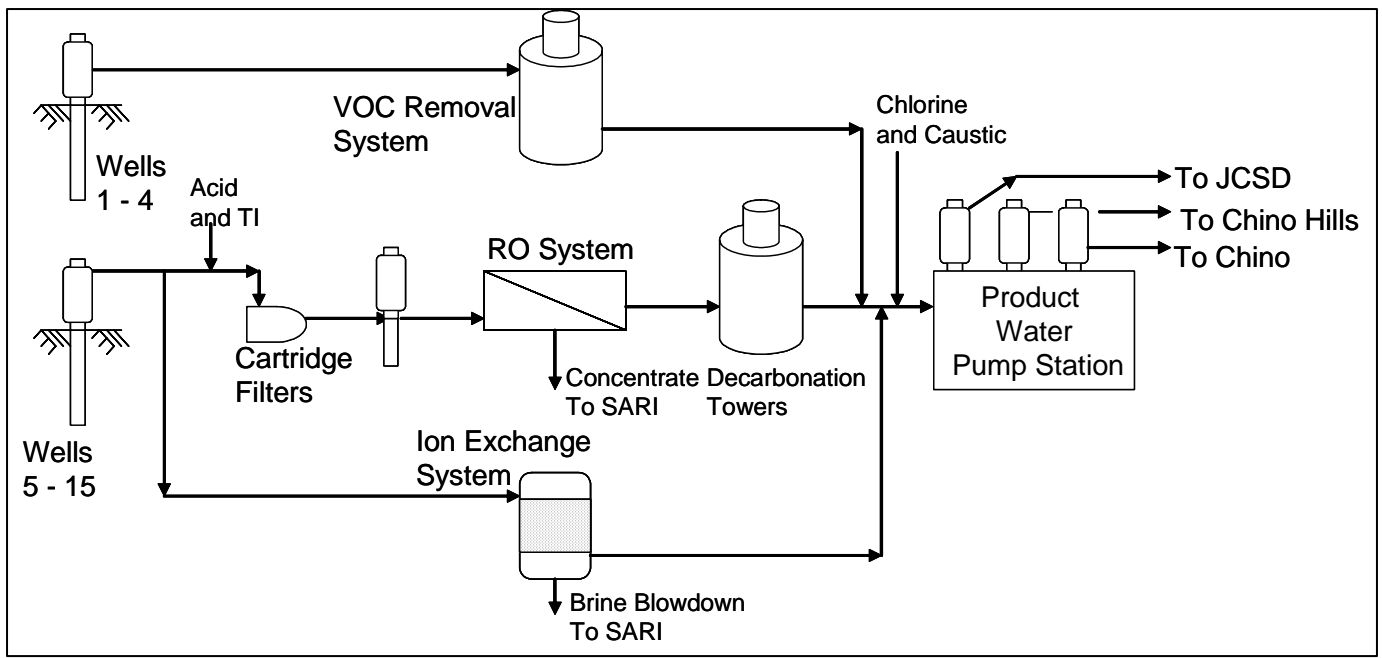 VOC Removal
System
Chlorine
and Caustic
Wells
1 - 4
Acid
and TI
To JCSD
To Chino Hills
To Chino
RO System
Product
Water
Pump Station
Cartridge
Filters
Concentrate
To SARI
Decarbonation
Towers
Wells
5 - 15
Ion Exchange
System
Brine Blowdown
To SARI